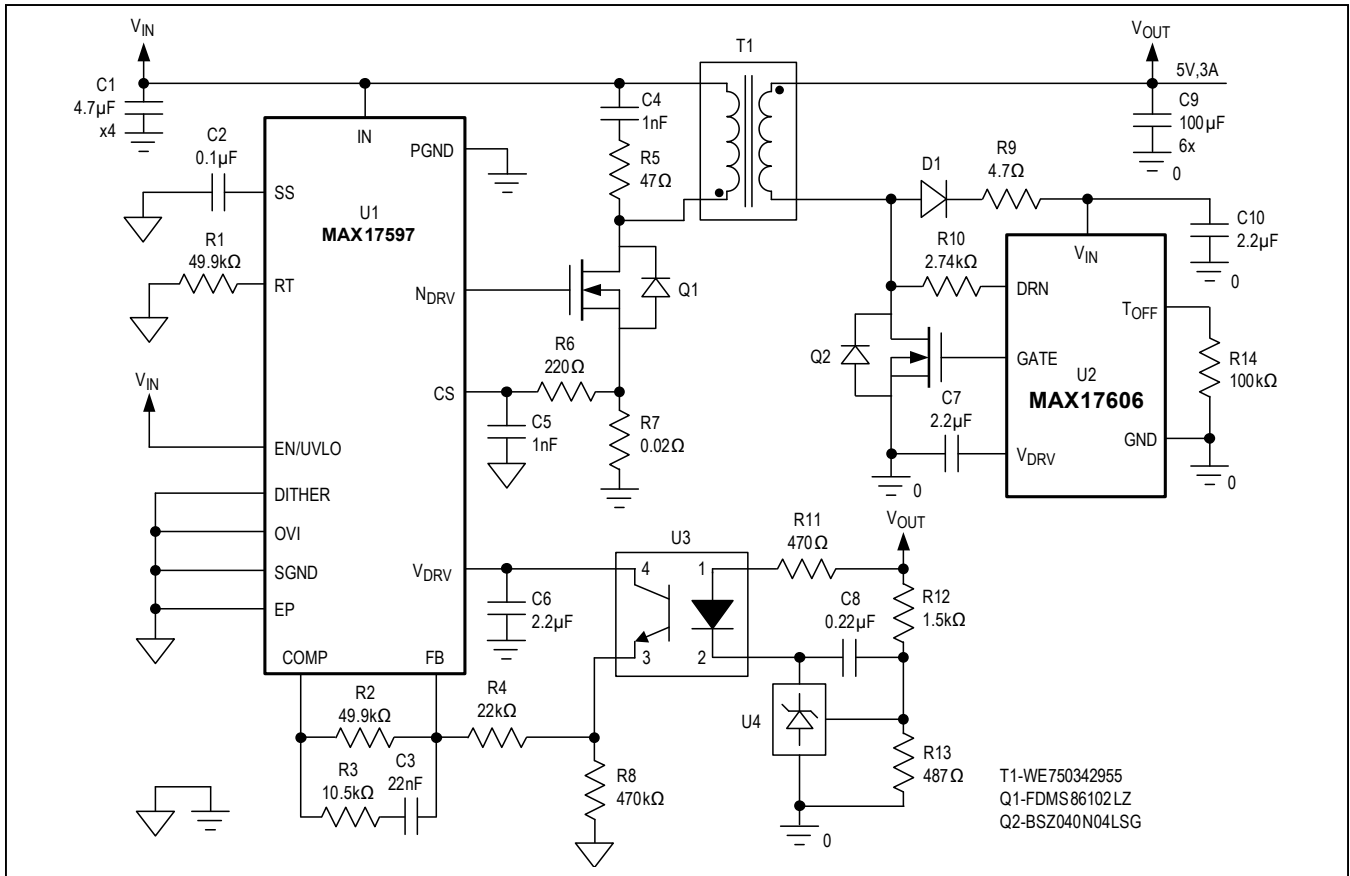 VIN
C1
4.7µF
x4
C2
0.1µF
SS
IN
PGND
U1
MAX17597
R1
49.9kΩ
RT
NDRV
VIN
CS
EN/UVLO
DITHER
OVI
SGND
EP
VDRV
COMP
FB
C4
1nF
R5
47Ω
Q1
R6
220Ω
C5
1nF
R7
0.02Ω
T1
VOUT
5V,3A
C9
100µF
6x
0
D1
R9
4.7Ω
C10
2.2µF
0
VIN
R10
2.74kΩ
DRN
TOFF
Q2
GATE
U2
MAX17606
R14
100kΩ
C7
2.2µF
VDRV
GND
0
0
C6
2.2µF
U3
4
1
3
2
R11
470Ω
VOUT
R12
1.5kΩ
C8
0.22µF
U4
R13
487Ω
0
R2
49.9kΩ
R3
10.5kΩ
C3
22nF
R4
22kΩ
R8
470kΩ
T1-WE750342955
Q1-FDMS86102LZ
Q2-BSZ040N04LSG